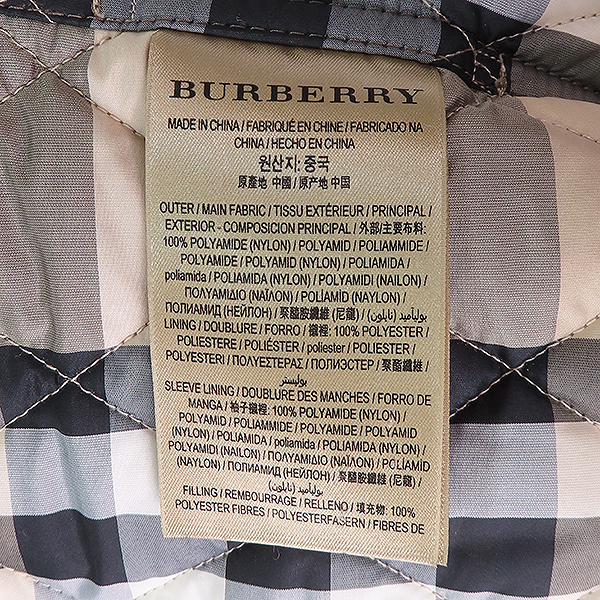 BURBERRY
MADE IN CHINA / FABRIQUÉ EN CHINE / FABRICADO NA
CHINA / HECHO EN CHINA
원산지: 중국
原產地 中國 / 原产地 中国
OUTER / MAIN FABRIC / TISSU EXTÉRIEUR / PRINCIPAL /
EXTERIOR - COMPOSICIÓN PRINCIPAL / 外部/主要布料:
100% POLYAMIDE (NYLON) / POLYAMID / POLIAMMIDE /
POLYAMIDE / POLYAMID (NYLON) / POLIAMIDA /
poliamida / POLIAMIDA (NYLON) / POLYAMIDI (NAILON) /
ΠΟΛΥΑΜΙΔΙΟ (ΝΑΪΛΟΝ) / POLIAMID (NAYLON) /
ПОЛИАМИД (НЕЙЛОН) / 聚醯胺纖維 (尼龍) / بوليأميد (نايلون)
LINING / DOUBLURE / FORRO / 襯裡: 100% POLYESTER /
POLIESTERE / POLIÉSTER / poliester / POLIESTER /
POLYESTERI / ΠΟΛΥΕΣΤΕΡΑΣ / ПОЛИЭСТЕР / 聚酯纖維 /
بوليستر
SLEEVE LINING / DOUBLURE DES MANCHES / FORRO DE
MANGA / 袖子襯裡: 100% POLYAMIDE (NYLON) /
POLYAMID / POLIAMMIDE / POLYAMIDE / POLYAMID
(NYLON) / POLIAMIDA / poliamida / POLIAMIDA (NYLON) /
POLYAMIDI (NAILON) / ΠΟΛΥΑΜΙΔΙΟ (ΝΑΪΛΟΝ) / POLIAMID
(NAYLON) / ПОЛИАМИД (НЕЙЛОН) / 聚醯胺纖維 (尼龍) /
بوليأميد (نايلون)
FILLING / REMBOURRAGE / RELLENO / 填充物: 100%
POLYESTER FIBRES / POLYESTERFASERN / FIBRES DE